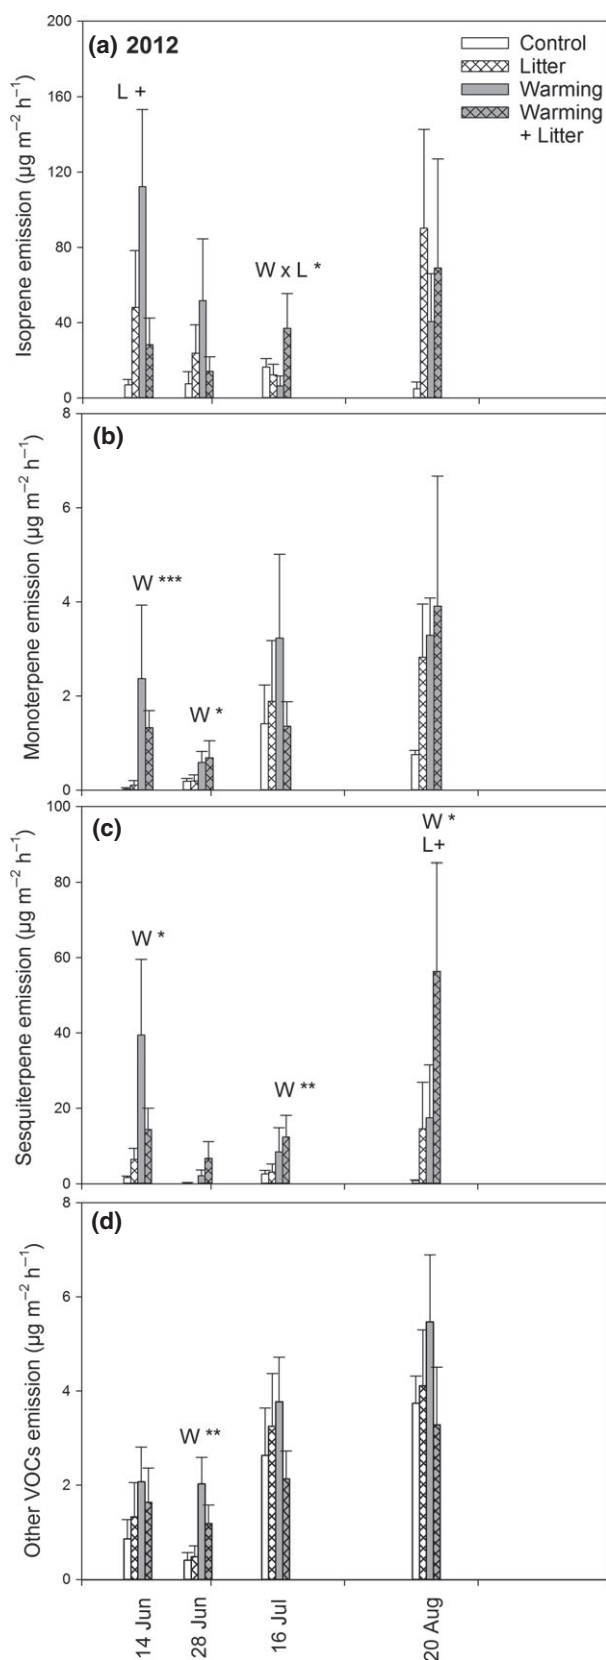 (a) 2012
Control
Litter
Warming
Warming
+ Litter
L +
W x L *
200
160
120
80
40
0
Isoprene emission (µg m⁻² h⁻¹)
(b)
W ***
W *
8
6
4
2
0
Monoterpene emission (µg m⁻² h⁻¹)
(c)
W *
L+
W *
W **
100
80
60
40
20
0
Sesquiterpene emission (µg m⁻² h⁻¹)
(d)
W **
8
6
4
2
0
Other VOCs emission (µg m⁻² h⁻¹)
14 Jun
28 Jun
16 Jul
20 Aug